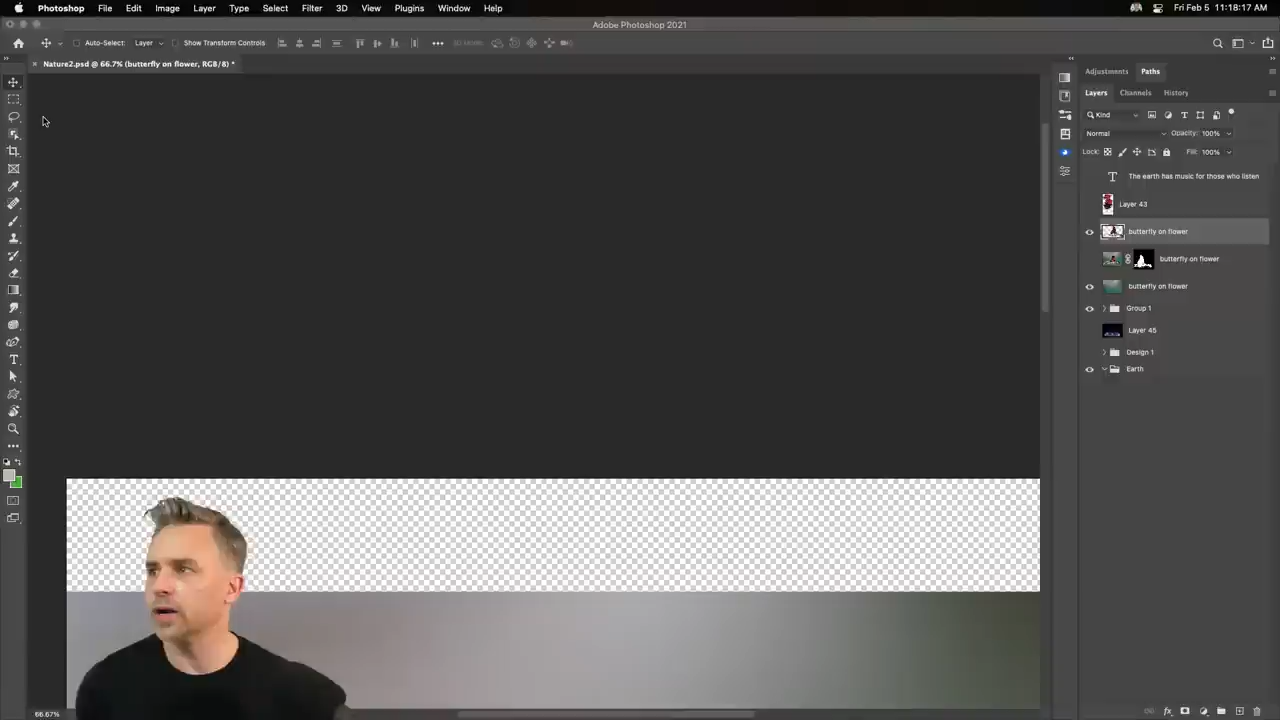 Photoshop File Edit Image Layer Type Select Filter 3D View Plugins Window Help Fri Feb 5 11:18:17 AM
Adobe Photoshop 2021
Auto-Select: Layer Show Transform Controls 3D Mode:
Nature2.psd @ 66.7% (butterfly on flower, RGB/8) *
Adjustments Paths
Layers Channels History
Kind
Normal Opacity: 100%
Lock: Fill: 100%
The earth has music for those who listen
Layer 43
butterfly on flower
butterfly on flower
butterfly on flower
Group 1
Layer 45
Design 1
Earth
66.67%